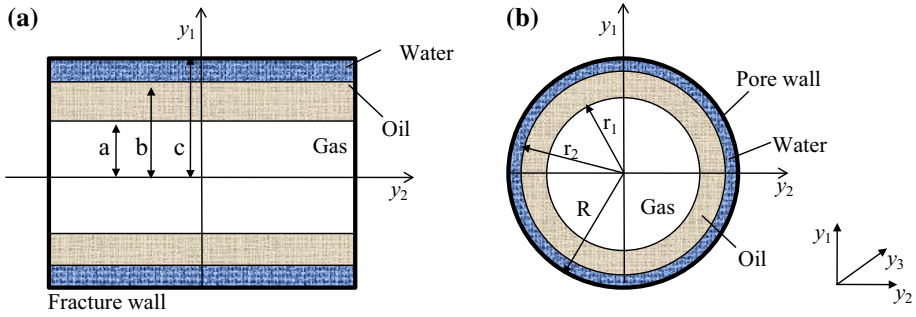 (a)
y1
Water
Oil
a
b
c
Gas
y2
Fracture wall
(b)
y1
Pore wall
r1
r2
Water
y2
R
Gas
Oil
y1
y3
y2